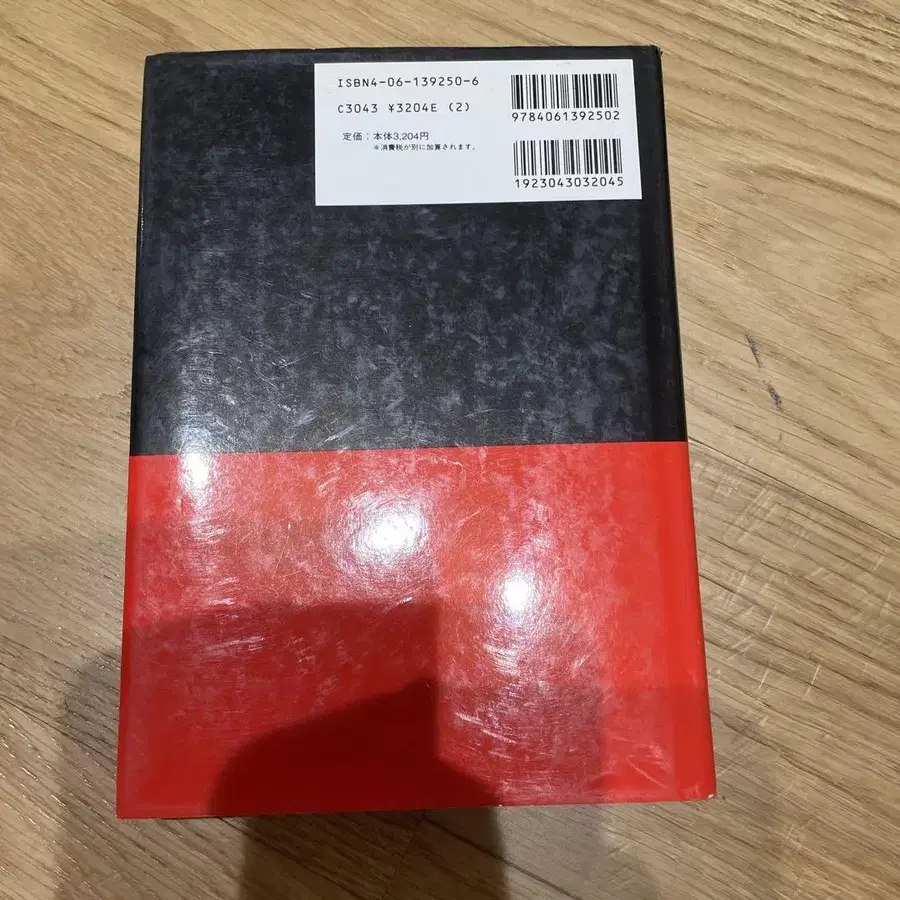 ISBN4-06-139250-6
C3043 ¥3204E (2)
定価：本体3,204円
※消費税が別に加算されます。
9784061392502
1923043032045